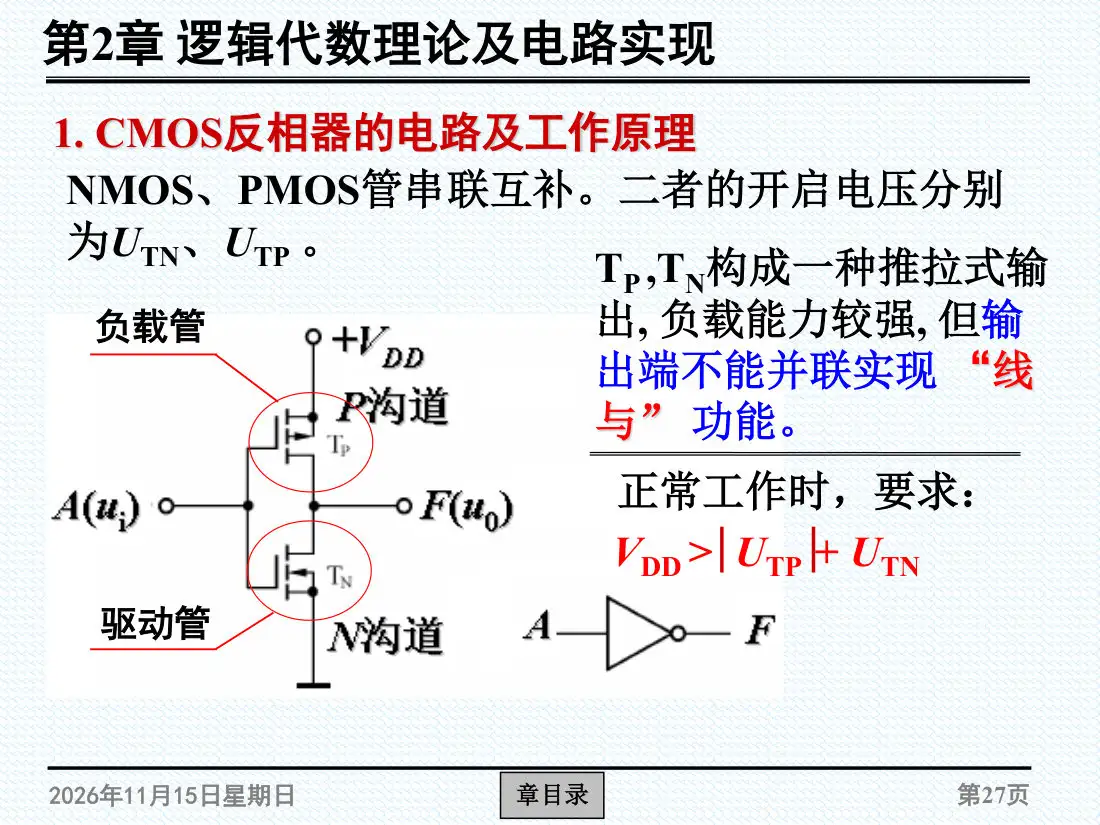 第2章 逻辑代数理论及电路实现
1. CMOS反相器的电路及工作原理
NMOS、PMOS管串联互补。二者的开启电压分别
为UTN、UTP 。
TP ,TN构成一种推拉式输
出, 负载能力较强, 但输
出端不能并联实现 “线
与” 功能。
负载管
+VDD
P沟道
TP
A(ui)
F(u0)
TN
驱动管
N沟道
正常工作时，要求：
VDD >│UTP│+ UTN
A
F
2026年11月15日星期日
章目录
第27页